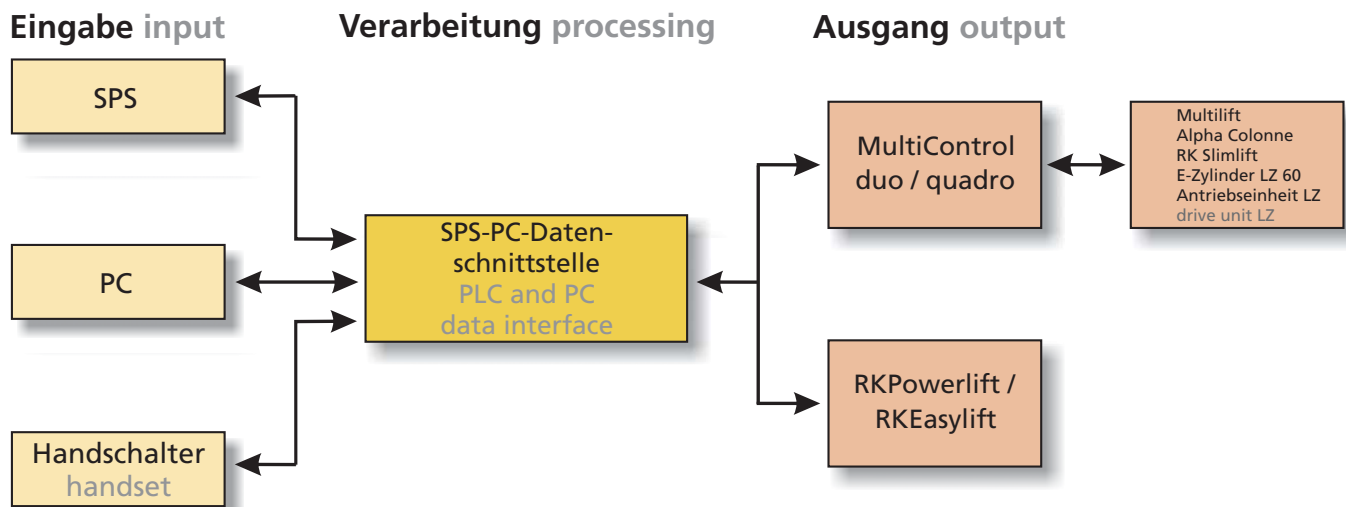 Eingabe input
Verarbeitung processing
Ausgang output
SPS
PC
Handschalter
handset
SPS-PC-Daten-
schnittstelle
PLC and PC
data interface
MultiControl
duo / quadro
RKPowerlift /
RKEasylift
Multilift
Alpha Colonne
RK Slimlift
E-Zylinder LZ 60
Antriebseinheit LZ
drive unit LZ